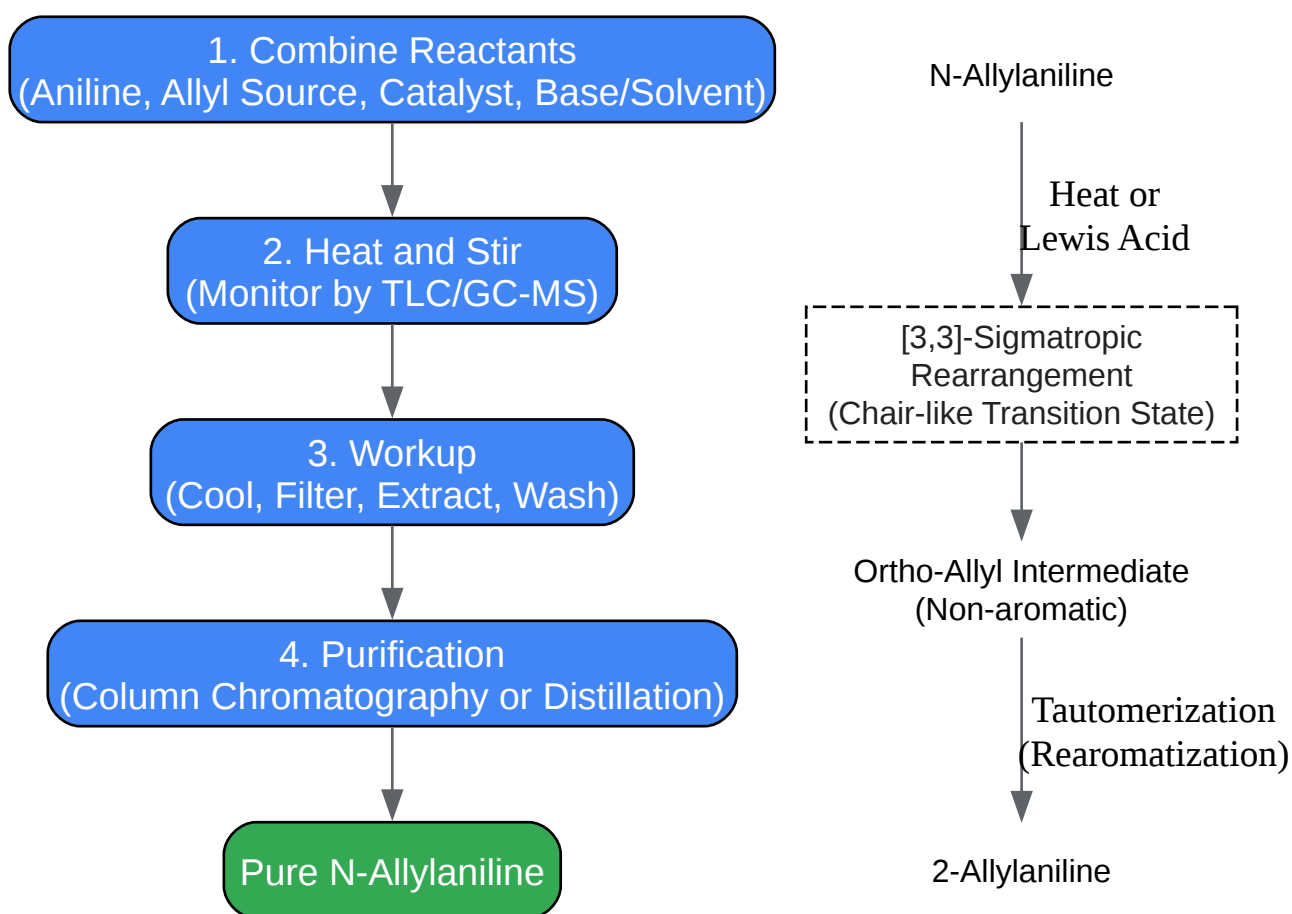 1. Combine Reactants
(Aniline, Allyl Source, Catalyst, Base/Solvent)
2. Heat and Stir
(Monitor by TLC/GC-MS)
3. Workup
(Cool, Filter, Extract, Wash)
4. Purification
(Column Chromatography or Distillation)
Pure N-Allylaniline
N-Allylaniline
Heat or
Lewis Acid
[3,3]-Sigmatropic
Rearrangement
(Chair-like Transition State)
Ortho-Allyl Intermediate
(Non-aromatic)
Tautomerization
(Rearomatization)
2-Allylaniline